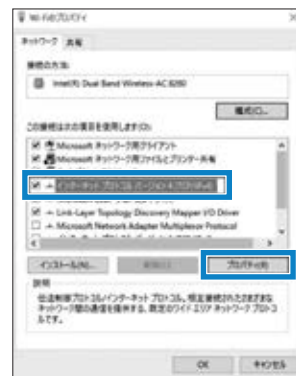 Wi-Fiのプロパティ
ネットワーク 共有
接続の方法:
Intel(R) Dual Band Wireless-AC 8260
構成(C)...
この接続は次の項目を使用します(O):
Microsoft ネットワーク用クライアント
Microsoft ネットワーク用ファイルとプリンター共有
インターネット プロトコル バージョン 4 (TCP/IPv4)
Link-Layer Topology Discovery Mapper I/O Driver
Microsoft Network Adapter Multiplexor Protocol
インストール(N)... 削除(U) プロパティ(R)
説明
伝送制御プロトコル/インターネット プロトコル。相互接続されたさまざまな
ネットワーク間の通信を提供する、既定のワイド エリア ネットワーク プロトコ
ルです。
OK キャンセル